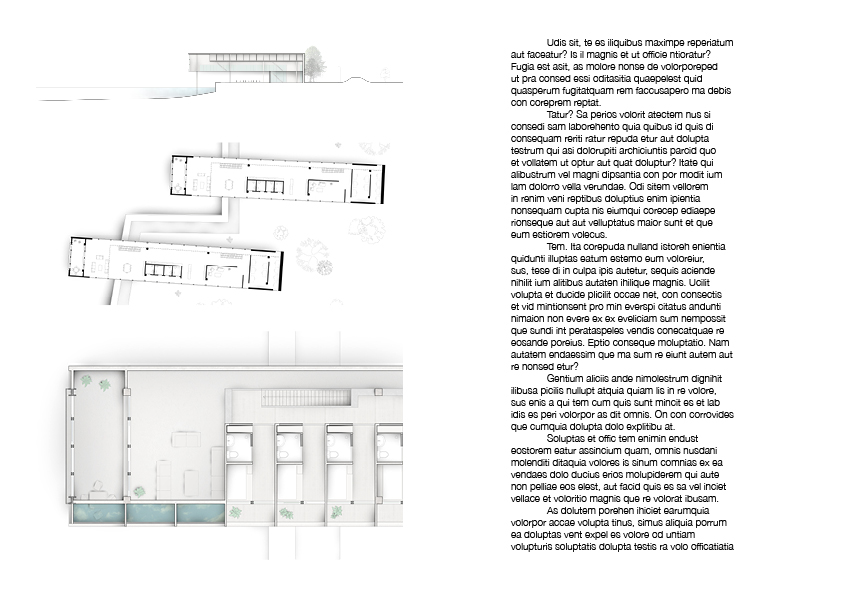 Udis sit, te es iliquibus maximpe reperiatum
aut faceatur? Is il magnis et ut officie ntioratur?
Fugia est asit, as molore nonse de volorporeped
ut pra consed essi oditasitia quaepelest quid
quasperum fugitatquam rem faccusapero ma debis
con coreprem reptat.
Tatur? Sa perios volorit atectem nus si
consedi sam laborehento quia quibus id quis di
consequam reriti ratur repuda etur aut dolupta
testrum qui asi dolorupiti archiciuntis parcid quo
et vollatem ut optur aut quat doluptur? Itate qui
alibustrum vel magni dipsantia con por modit ium
lam dolorro vella verundae. Odi sitem vellorem
in renim veni reptibus doluptius enim ipientia
nonsequam cupta nis eiumqui corecep ediaepe
rionseque aut aut velluptatus maior sunt et que
eum estiorem volecus.
Tem. Ita corepuda nulland istoreh enientia
quidunti illuptas eatum estemo eum voloreiur,
sus, tese di in culpa ipis autetur, sequis aciende
nihilit ium alitibus autaten ihilique magnis. Ucilit
volupta et ducide plicilit occae net, con consectis
et vid mintionsent pro min everspi citatus andunti
nimaion non evere ex ex eveliciam sum nempossit
que sundi int perataspeles vendis conecatquae re
eosande poreius. Eptio conseque moluptatio. Nam
autatem endaessim que ma sum re eiunt autem aut
re nonsed etur?
Gentium aliciis ande nimolestrum dignihit
ilibusa picilis nullupt atquia quiam lis in re volore,
sus enis a qui tem cum quis sunt mincit es et lab
idis es peri volorpor as dit omnis. On con corrovides
que cumquia dolupta dolo explitibu at.
Soluptas et offic tem enimin endust
eostorem eatur assincium quam, omnis nusdani
molenditi ditaquia volores is sinum comnias ex ea
vendaes dolo ducius erios molupiderem qui aute
non pelliae eos elest, aut facid quis es sa vel inciet
vellace et voloritio magnis que re volorat ibusam.
As dolutem porehen ihiciet earumquia
volorpor accae volupta tinus, simus aliquia porrum
ea doluptas vent expel es volore od untiam
volupturis soluptatis dolupta testis ra volo officatiatia